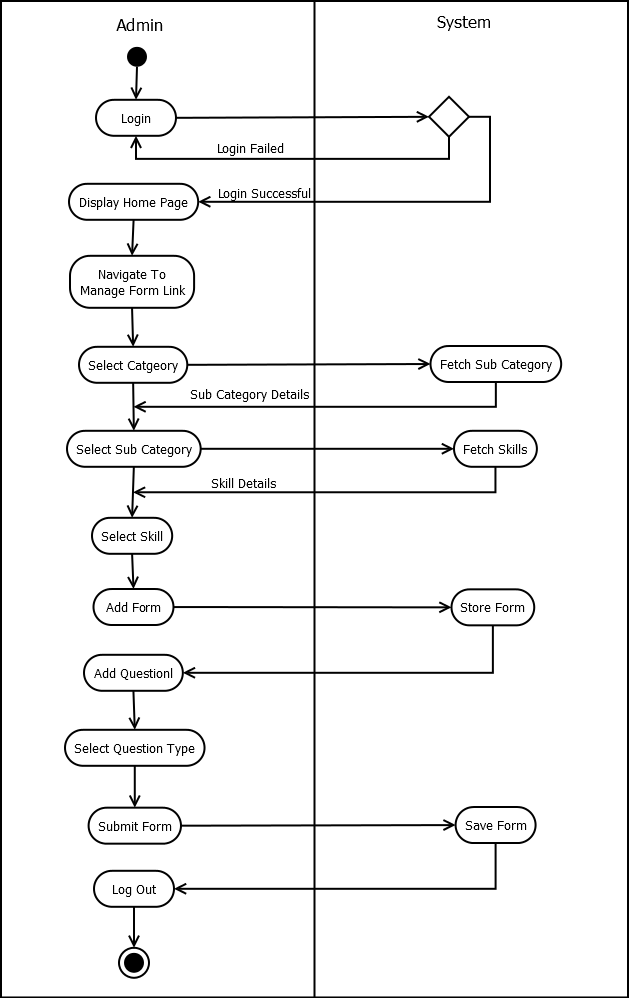 Admin
System
Login
Login Failed
Login Successful
Display Home Page
Navigate To
Manage Form Link
Select Catgeory
Fetch Sub Category
Sub Category Details
Select Sub Category
Fetch Skills
Skill Details
Select Skill
Add Form
Store Form
Add Questionl
Select Question Type
Submit Form
Save Form
Log Out